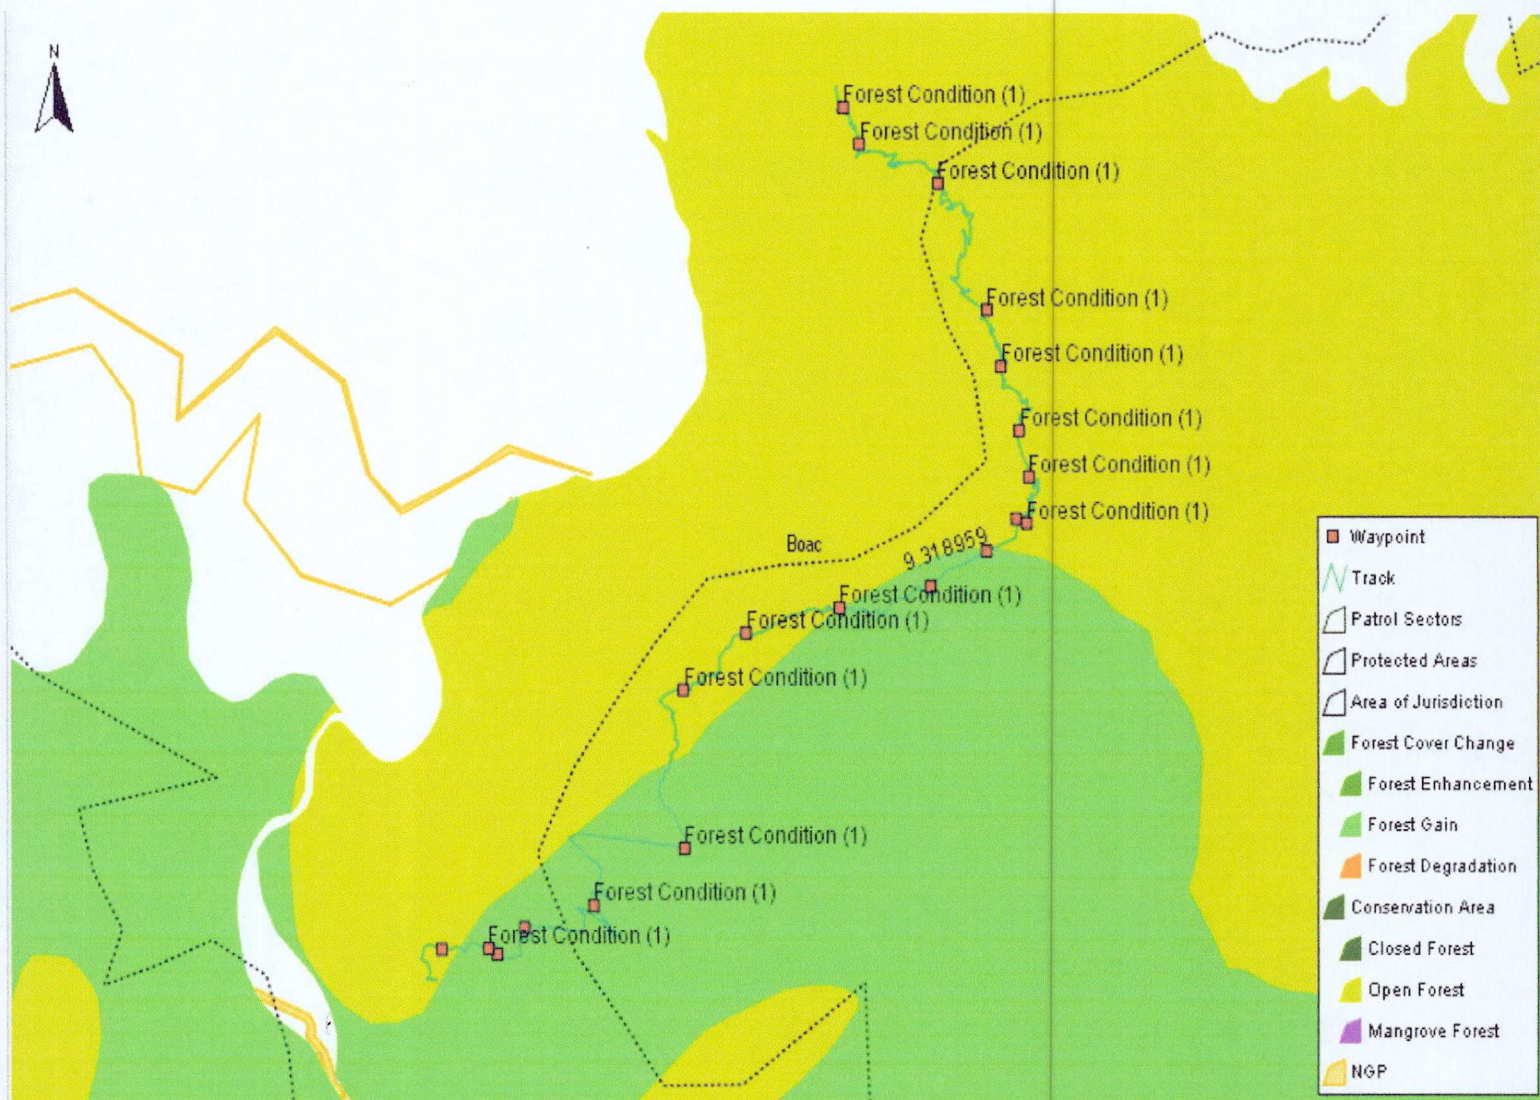 N
Forest Condition (1)
Forest Condition (1)
Forest Condition (1)
Forest Condition (1)
Forest Condition (1)
Forest Condition (1)
Forest Condition (1)
Forest Condition (1)
Boac
9.318959
Forest Condition (1)
Forest Condition (1)
Forest Condition (1)
Forest Condition (1)
Forest Condition (1)
Forest Condition (1)
Waypoint
Track
Patrol Sectors
Protected Areas
Area of Jurisdiction
Forest Cover Change
Forest Enhancement
Forest Gain
Forest Degradation
Conservation Area
Closed Forest
Open Forest
Mangrove Forest
NGP